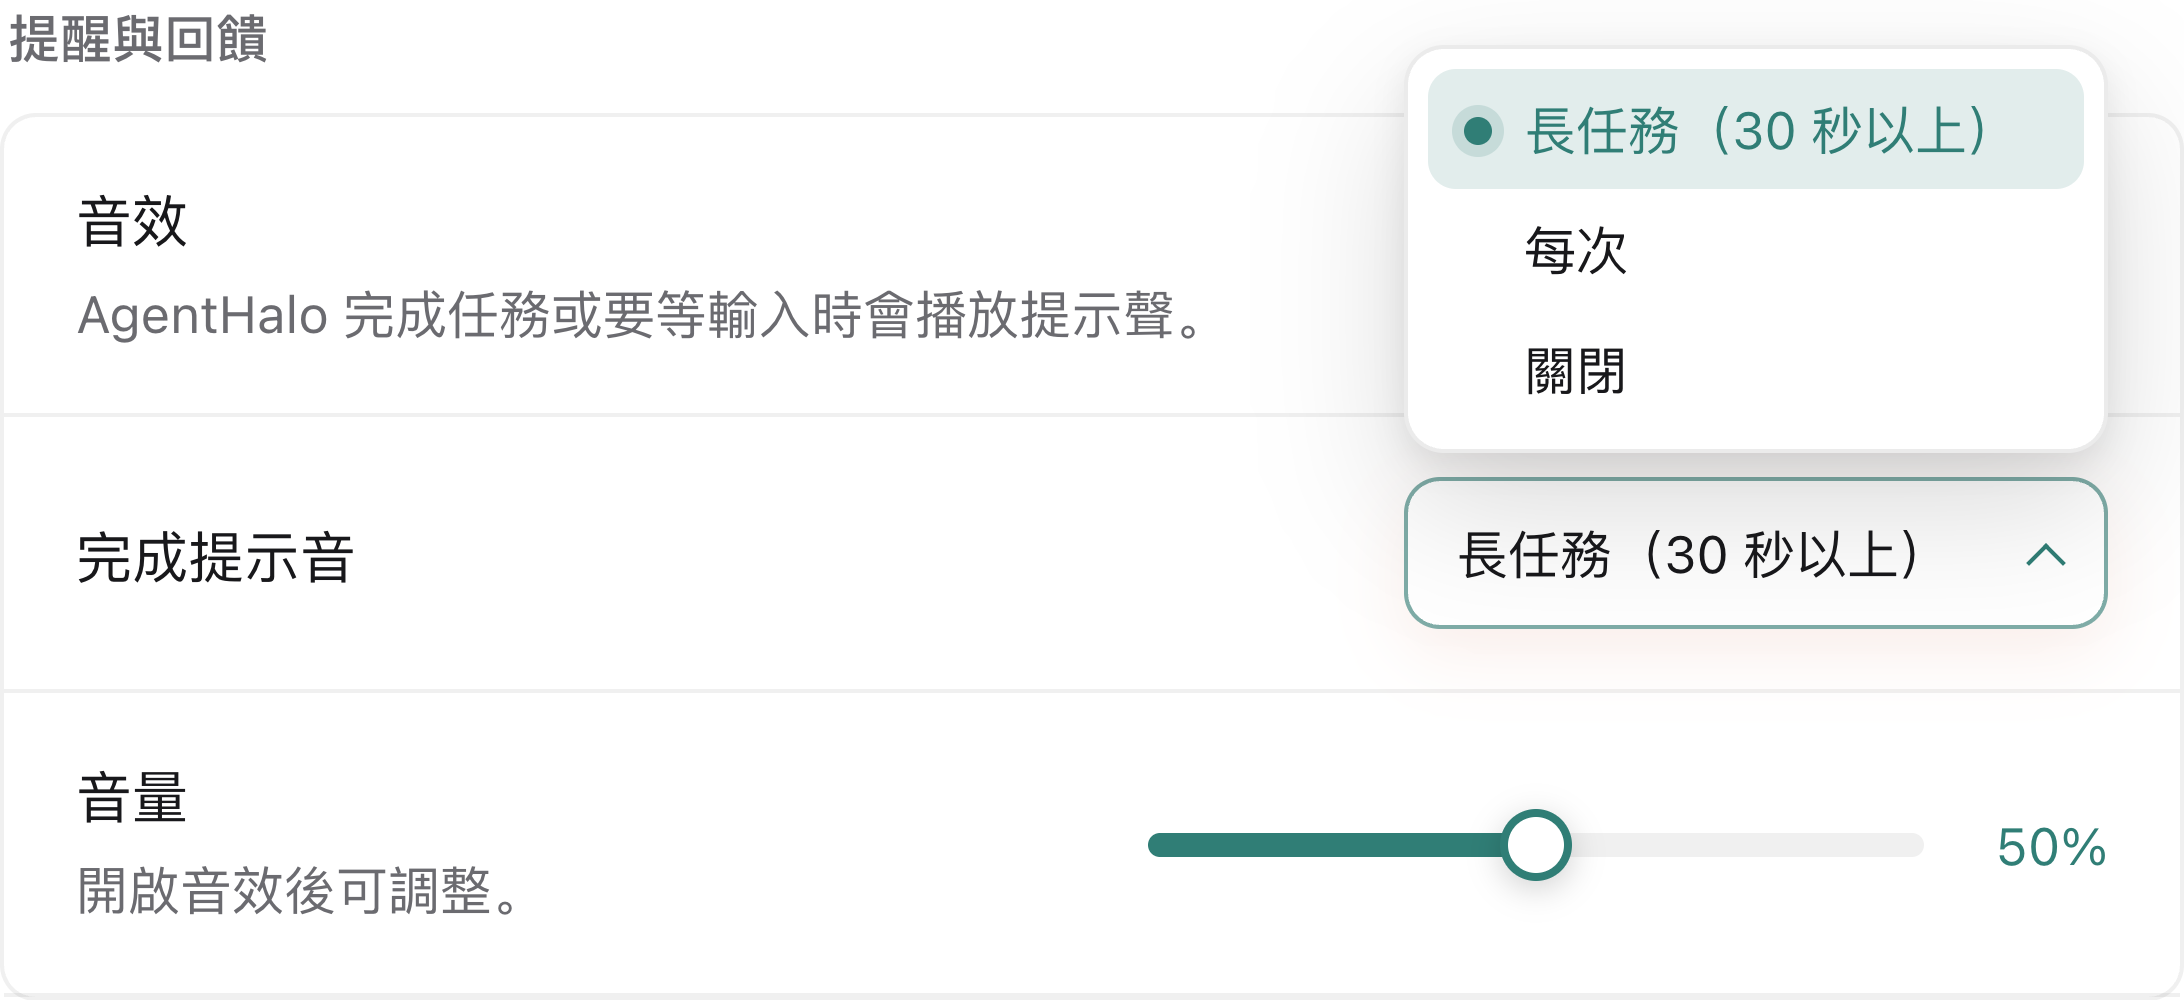 提醒與回饋
音效
AgentHalo 完成任務或要等輸入時會播放提示聲。
長任務（30 秒以上）
每次
關閉
完成提示音
長任務（30 秒以上）
音量
開啟音效後可調整。
50%